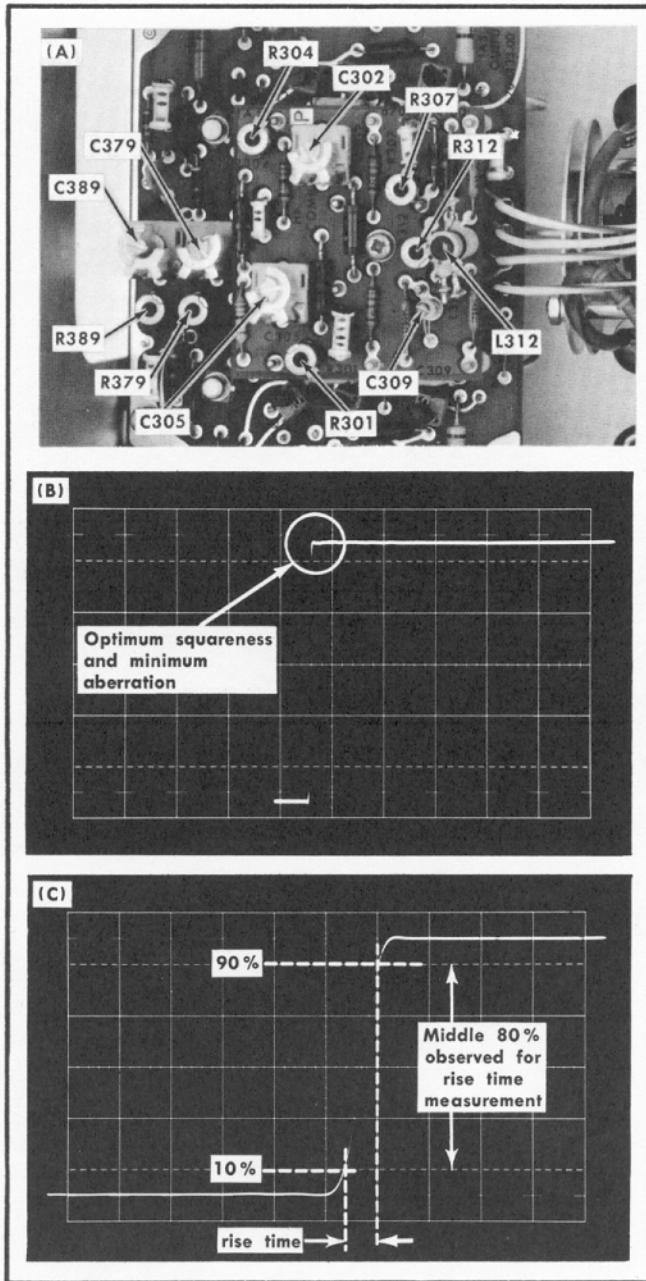 (A)
R304
C302
R307
R312
C379
C389
P
R389
R379
C305
R301
C309
L312
(B)
Optimum squareness
and minimum
aberration
(C)
90%
Middle 80%
observed for
rise time
measurement
10%
rise time